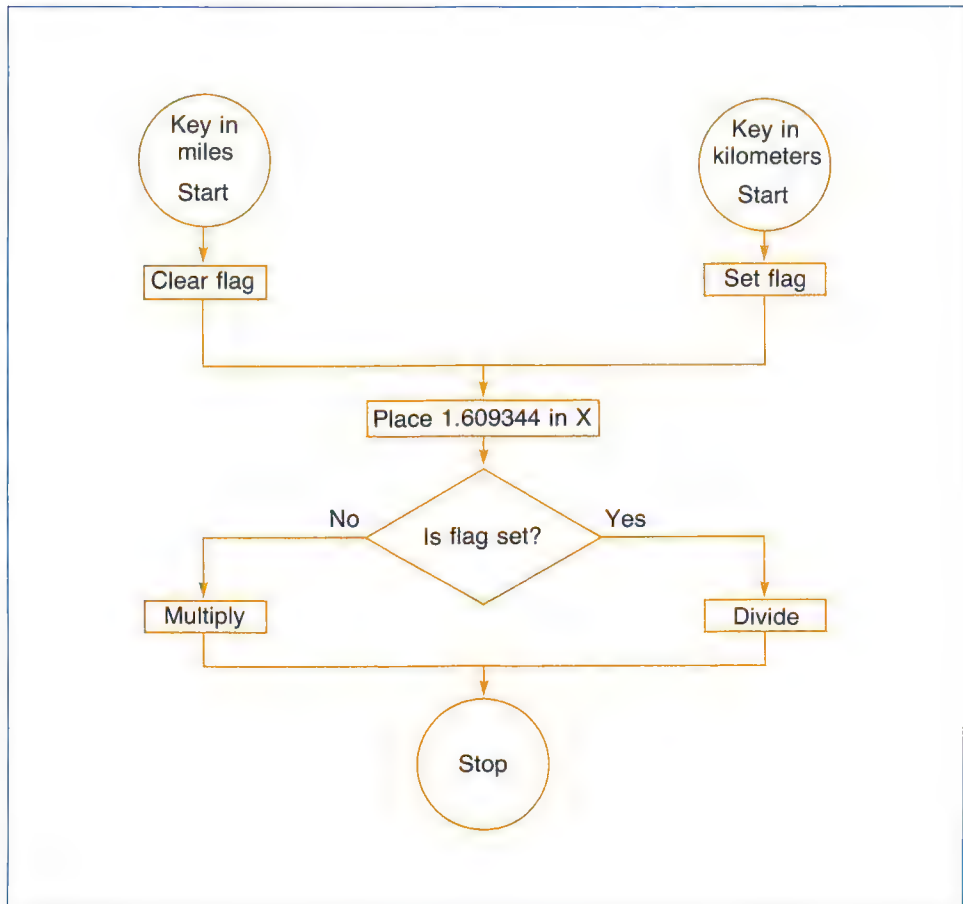 Key in
miles
Start
Key in
kilometers
Start
Clear flag
Set flag
Place 1.609344 in X
No
Is flag set?
Yes
Multiply
Divide
Stop